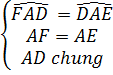 { \widehat{FAD} = \widehat{DAE}
AF = AE
AD chung